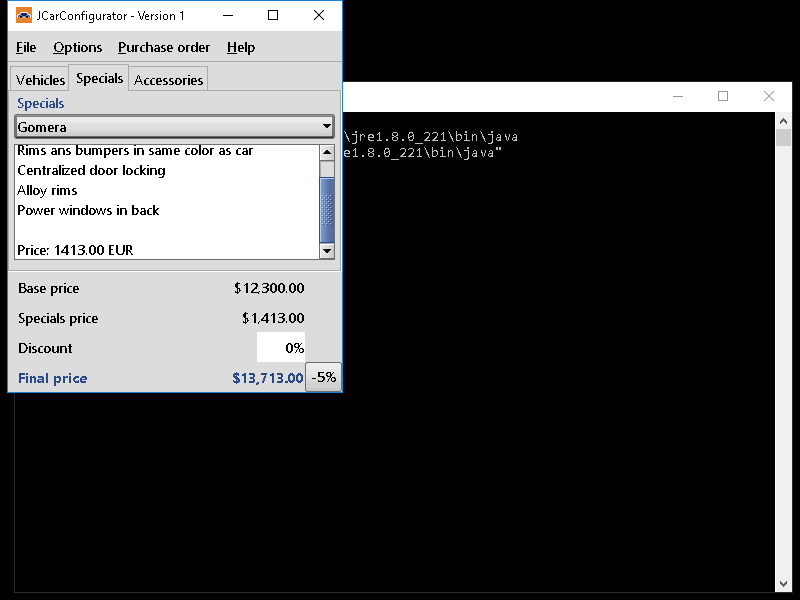 JCarConfigurator - Version 1
File Options Purchase order Help
Vehicles Specials Accessories
Specials
Gomera
Rims ans bumpers in same color as car
Centralized door locking
Alloy rims
Power windows in back
Price: 1413.00 EUR
Base price $12,300.00
Specials price $1,413.00
Discount 0%
Final price $13,713.00 -5%
\jre1.8.0_221\bin\java
e1.8.0_221\bin\java"